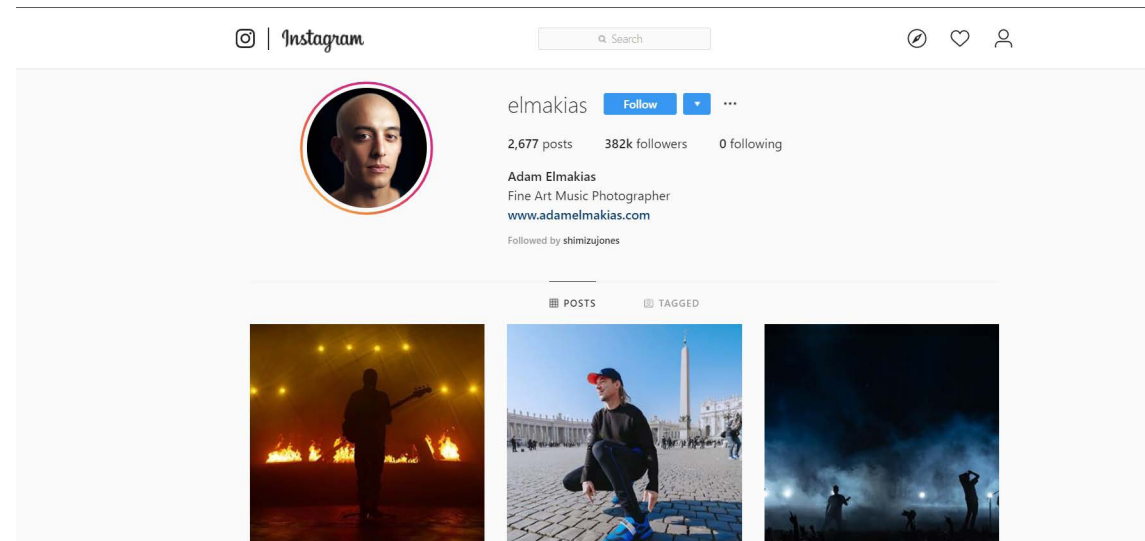 Instagram
Search
elmakias Follow
2,677 posts 382k followers 0 following
Adam Elmakias
Fine Art Music Photographer
www.adamelmakias.com
Followed by shimizujones
POSTS TAGGED